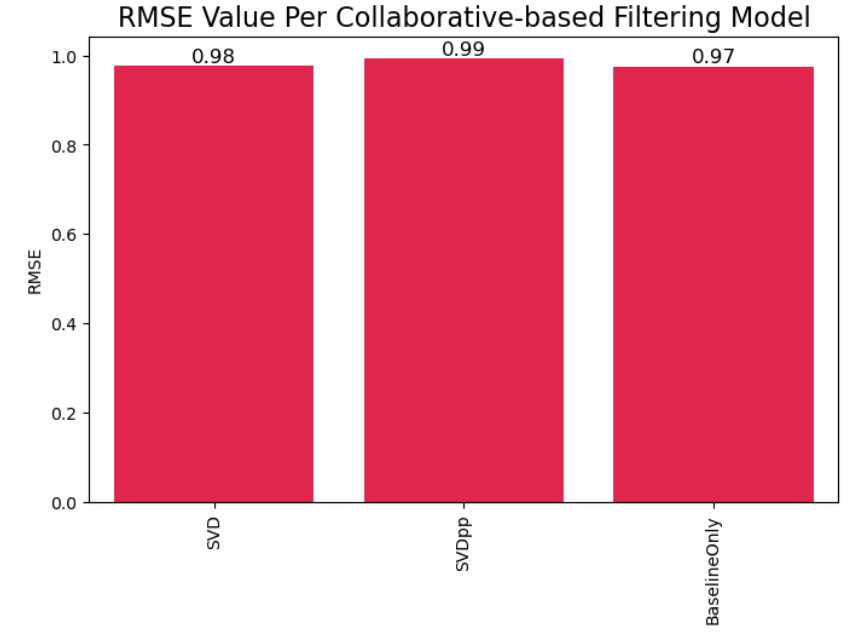 RMSE Value Per Collaborative-based Filtering Model
0.98
0.99
0.97
1.0
0.8
0.6
0.4
0.2
0.0
RMSE
SVD
SVDpp
BaselineOnly